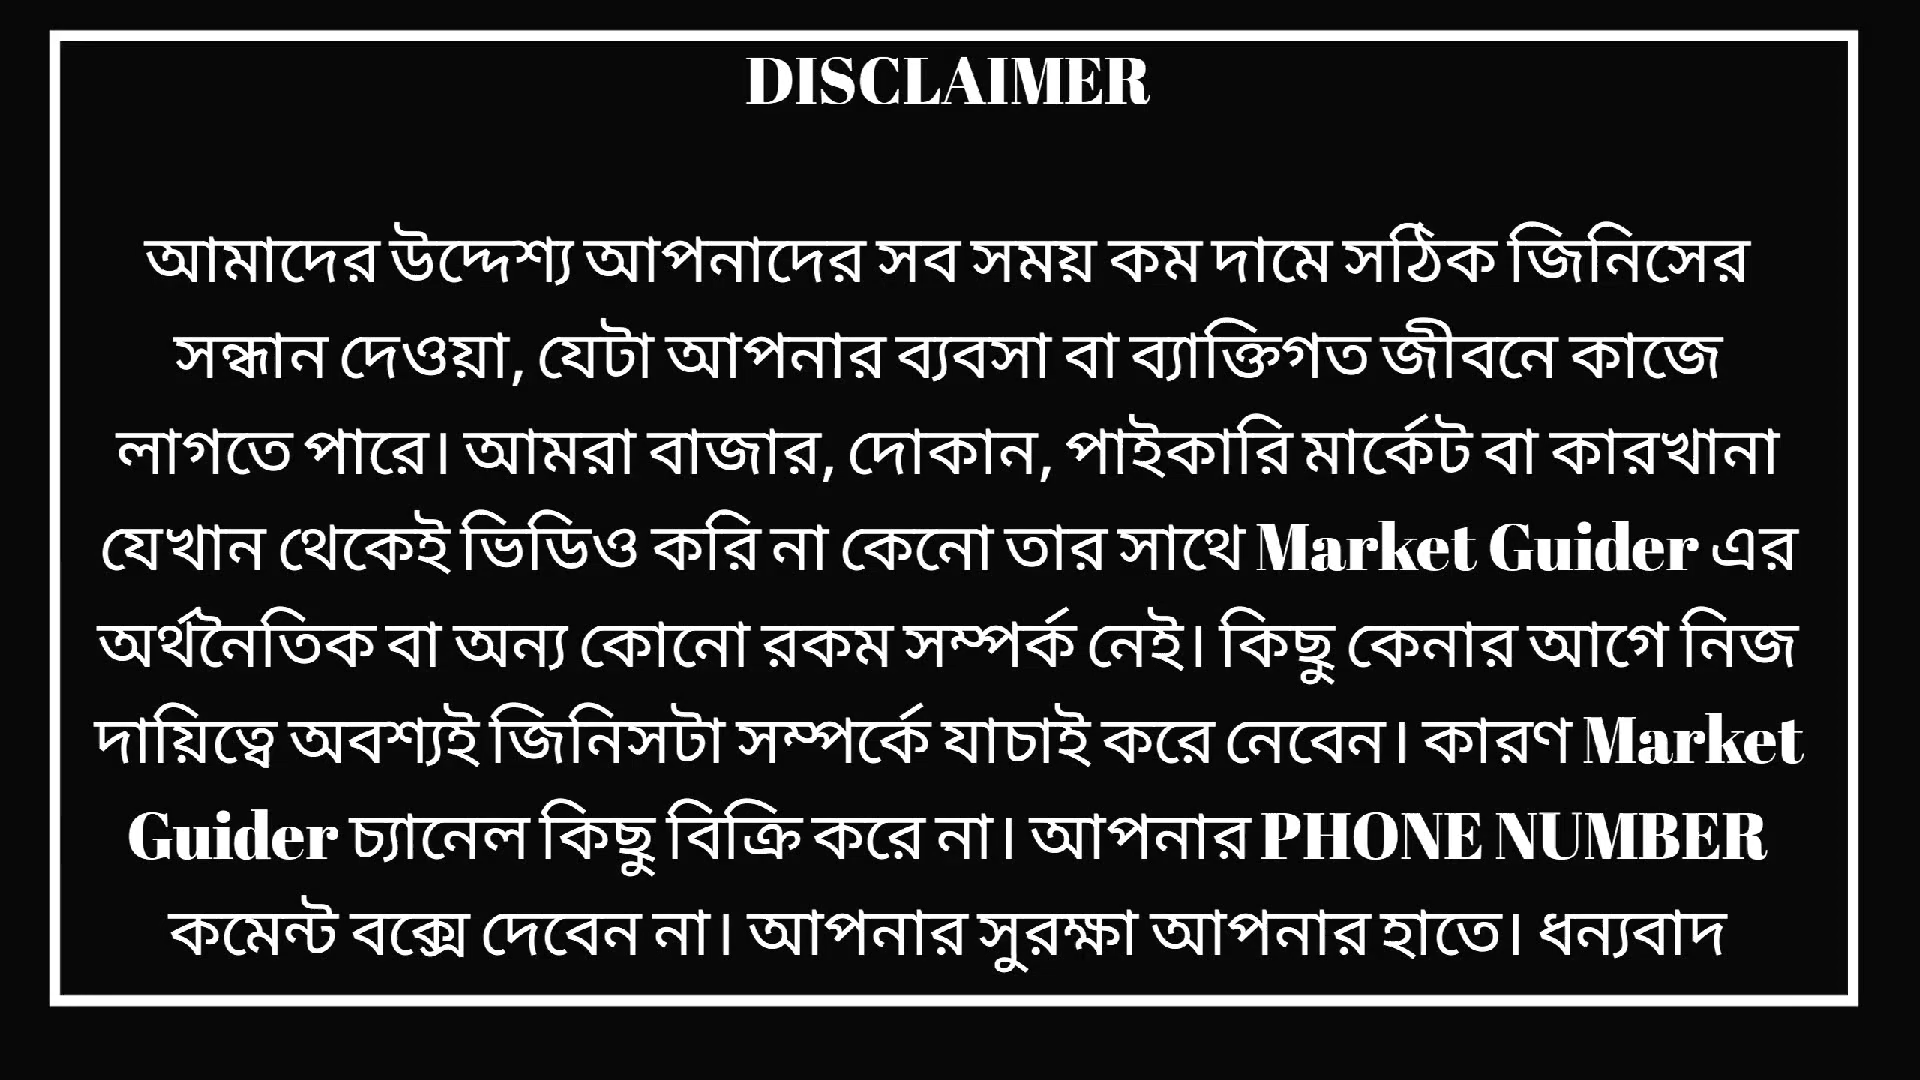 DISCLAIMER
আমাদের উদ্দেশ্য আপনাদের সব সময় কম দামে সঠিক জিনিসের
সন্ধান দেওয়া, যেটা আপনার ব্যবসা বা ব্যাক্তিগত জীবনে কাজে
লাগতে পারে। আমরা বাজার, দোকান, পাইকারি মার্কেট বা কারখানা
যেখান থেকেই ভিডিও করি না কেনো তার সাথে Market Guider এর
অর্থনৈতিক বা অন্য কোনো রকম সম্পর্ক নেই। কিছু কেনার আগে নিজ
দায়িত্বে অবশ্যই জিনিসটা সম্পর্কে যাচাই করে নেবেন। কারণ Market
Guider চ্যানেল কিছু বিক্রি করে না। আপনার PHONE NUMBER
কমেন্ট বক্সে দেবেন না। আপনার সুরক্ষা আপনার হাতে। ধন্যবাদ